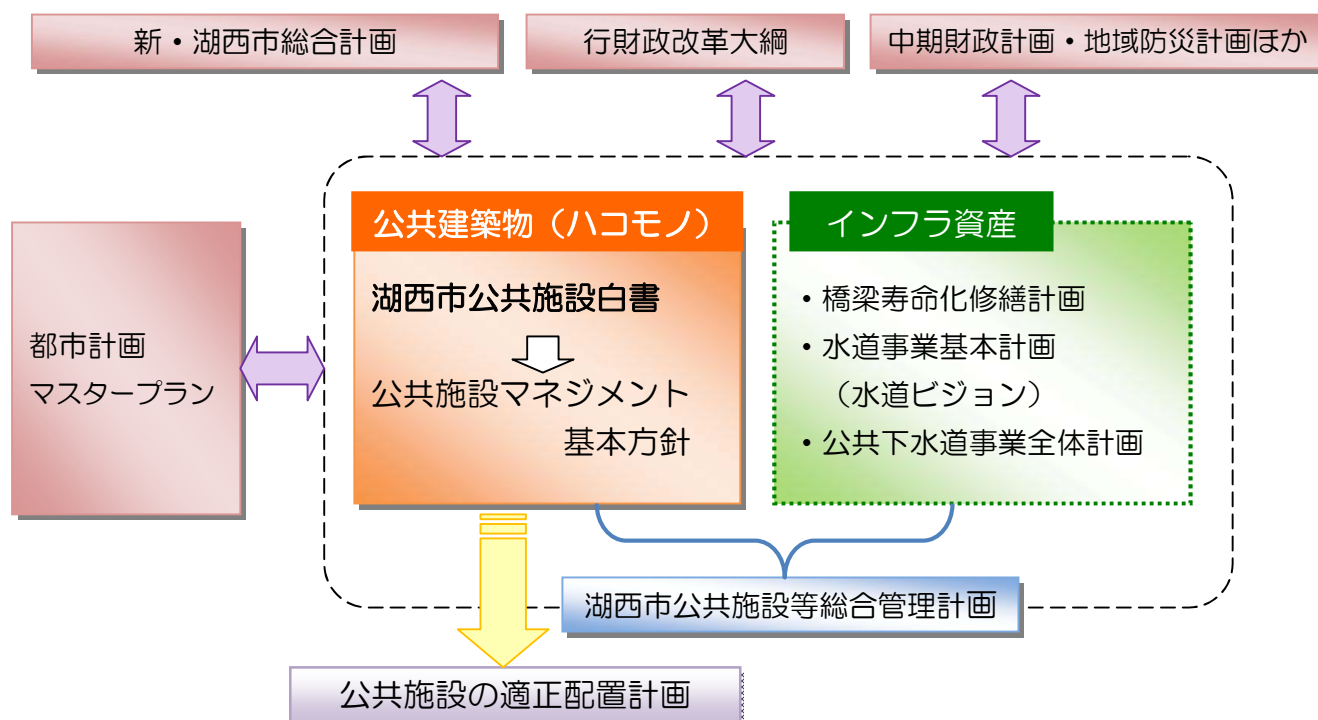 新・湖西市総合計画
行財政改革大綱
中期財政計画・地域防災計画ほか
都市計画
マスタープラン
公共建築物（ハコモノ）
湖西市公共施設白書
公共施設マネジメント
基本方針
インフラ資産
・橋梁寿命化修繕計画
・水道事業基本計画
（水道ビジョン）
・公共下水道事業全体計画
湖西市公共施設等総合管理計画
公共施設の適正配置計画